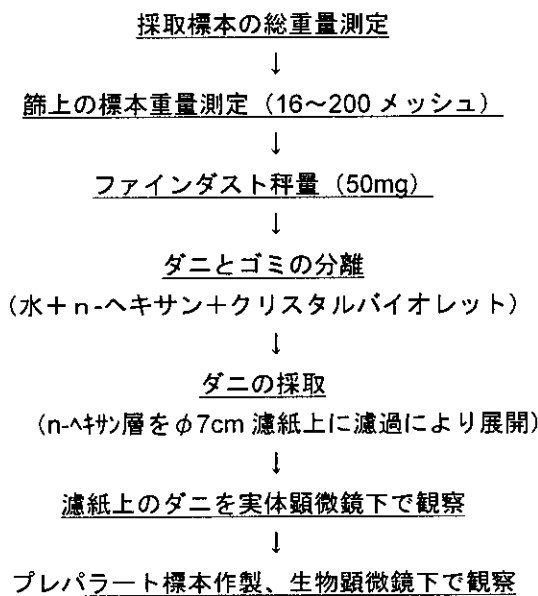 採取標本の総重量測定
↓
篩上の標本重量測定（16～200 メッシュ）
↓
ファインダスト秤量（50mg）
↓
ダニとゴミの分離
（水＋ｎ-ヘキサン＋クリスタルバイオレット）
↓
ダニの採取
（n-ﾍｷｻﾝ層をφ7cm 濾紙上に濾過により展開）
↓
濾紙上のダニを実体顕微鏡下で観察
↓
プレパラート標本作製、生物顕微鏡下で観察